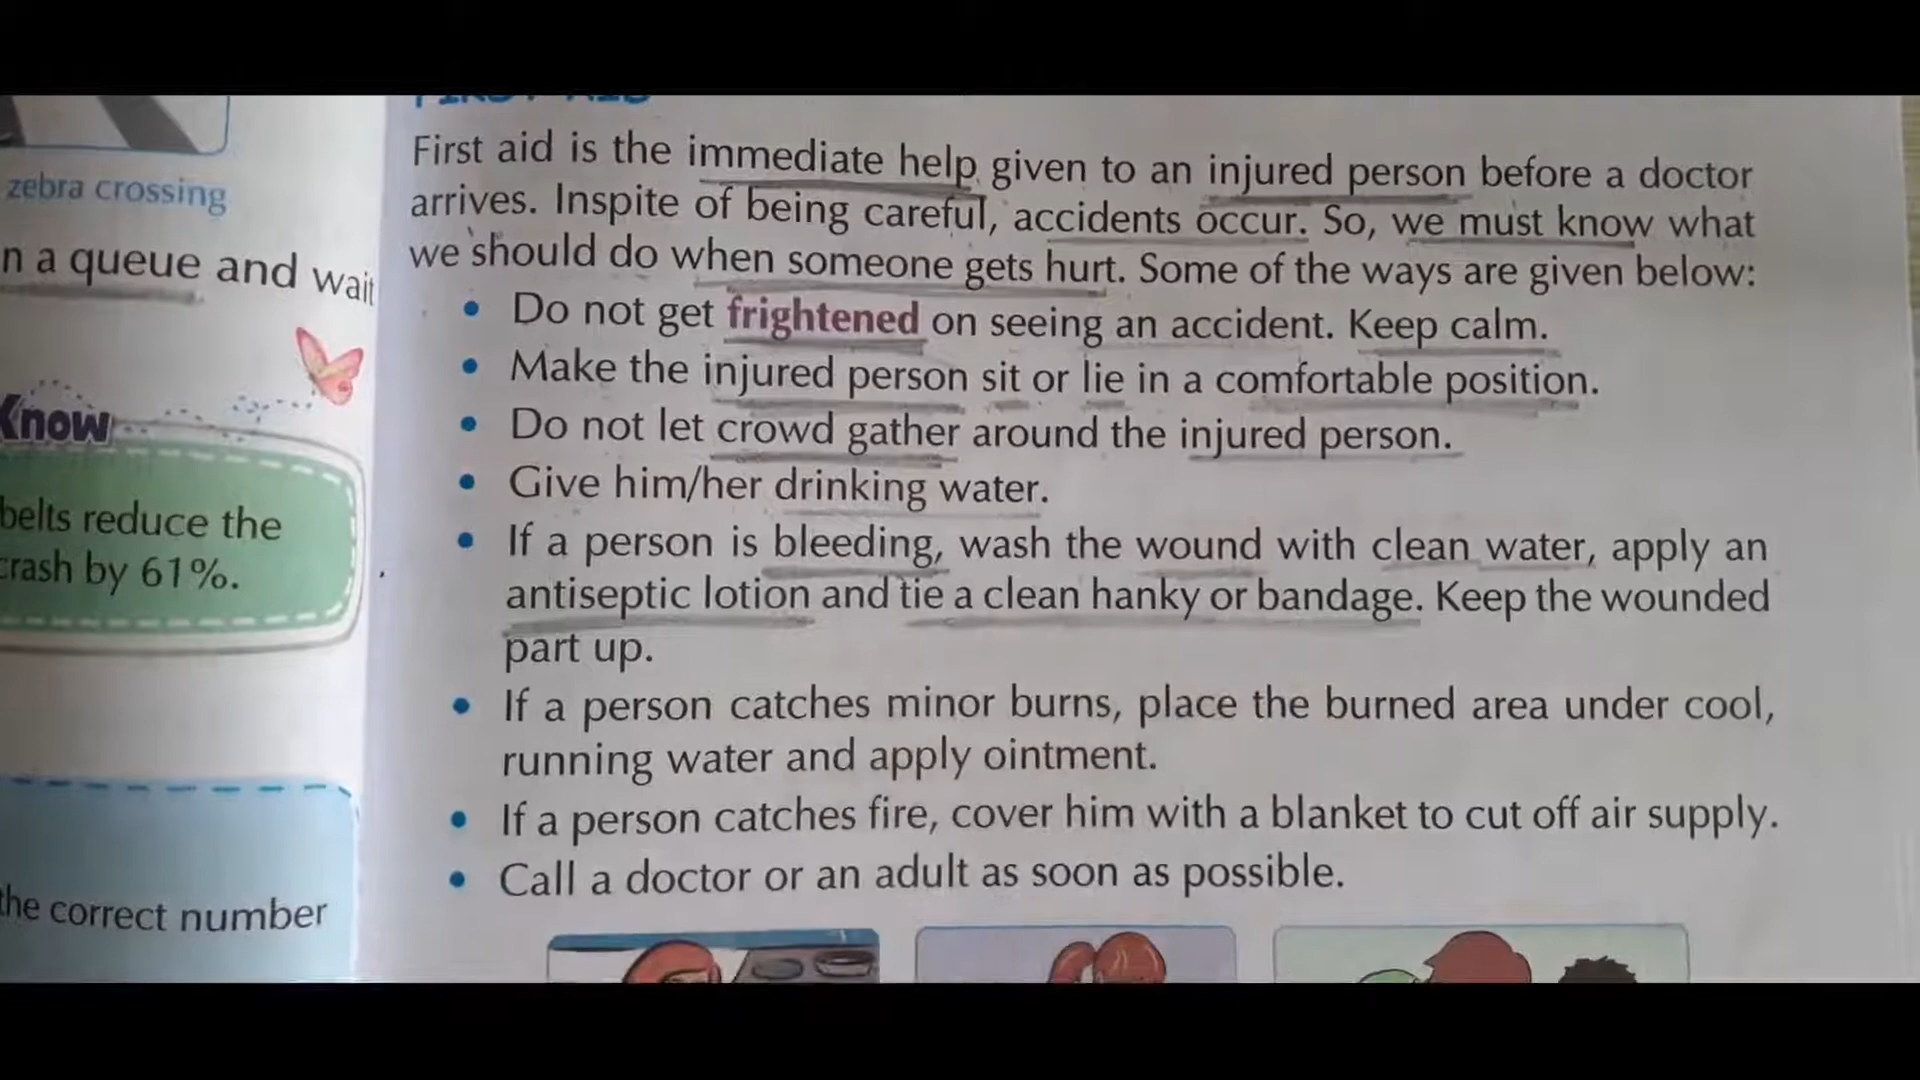 zebra crossing
n a queue and wait
Know
belts reduce the
crash by 61%.
the correct number
FIRST AID
First aid is the immediate help given to an injured person before a doctor
arrives. Inspite of being careful, accidents occur. So, we must know what
we should do when someone gets hurt. Some of the ways are given below:
• Do not get frightened on seeing an accident. Keep calm.
• Make the injured person sit or lie in a comfortable position.
• Do not let crowd gather around the injured person.
• Give him/her drinking water.
• If a person is bleeding, wash the wound with clean water, apply an
antiseptic lotion and tie a clean hanky or bandage. Keep the wounded
part up.
• If a person catches minor burns, place the burned area under cool,
running water and apply ointment.
• If a person catches fire, cover him with a blanket to cut off air supply.
• Call a doctor or an adult as soon as possible.